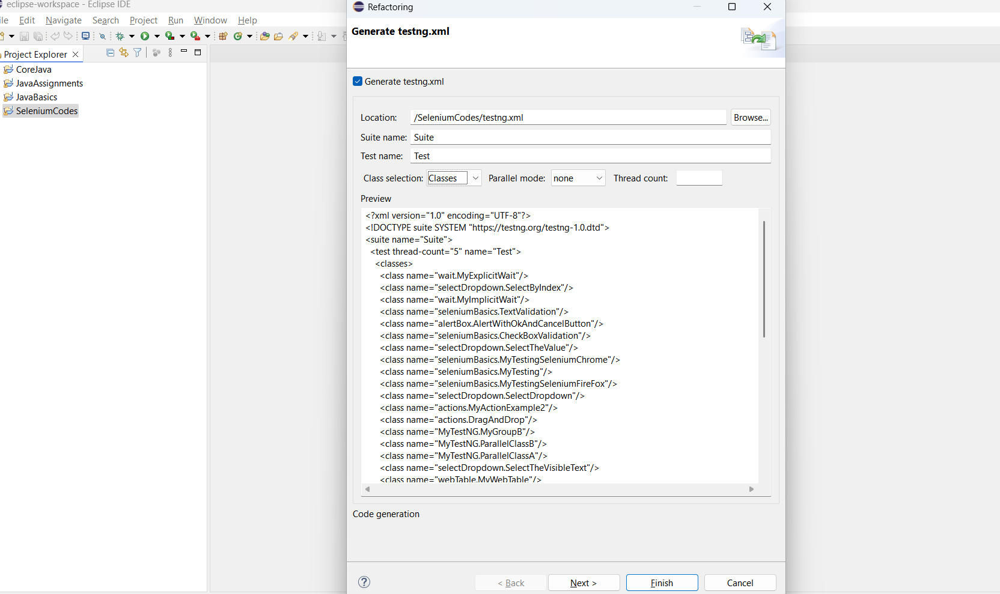 eclipse-workspace - Eclipse IDE
Edit Navigate Search Project Run Window Help
Project Explorer
CoreJava
JavaAssignments
JavaBasics
SeleniumCodes
Refactoring
Generate testng.xml
Generate testng.xml
Location: /SeleniumCodes/testng.xml Browse...
Suite name: Suite
Test name: Test
Class selection: Classes Parallel mode: none Thread count:
Preview
<?xml version="1.0" encoding="UTF-8"?>
<!DOCTYPE suite SYSTEM "https://testng.org/testng-1.0.dtd">
<suite name="Suite">
<test thread-count="5" name="Test">
<classes>
<class name="wait.MyExplicitWait"/>
<class name="selectDropdown.SelectByIndex"/>
<class name="wait.MyImplicitWait"/>
<class name="seleniumBasics.TextValidation"/>
<class name="alertBox.AlertWithOkAndCancelButton"/>
<class name="seleniumBasics.CheckBoxValidation"/>
<class name="selectDropdown.SelectTheValue"/>
<class name="seleniumBasics.MyTestingSeleniumChrome"/>
<class name="seleniumBasics.MyTesting"/>
<class name="seleniumBasics.MyTestingSeleniumFireFox"/>
<class name="selectDropdown.SelectDropdown"/>
<class name="actions.MyActionExample2"/>
<class name="actions.DragAndDrop"/>
<class name="MyTestNG.MyGroupB"/>
<class name="MyTestNG.ParallelClassB"/>
<class name="MyTestNG.ParallelClassA"/>
<class name="selectDropdown.SelectTheVisibleText"/>
<class name="webTable.MyWebTable"/>
Code generation
? < Back Next > Finish Cancel